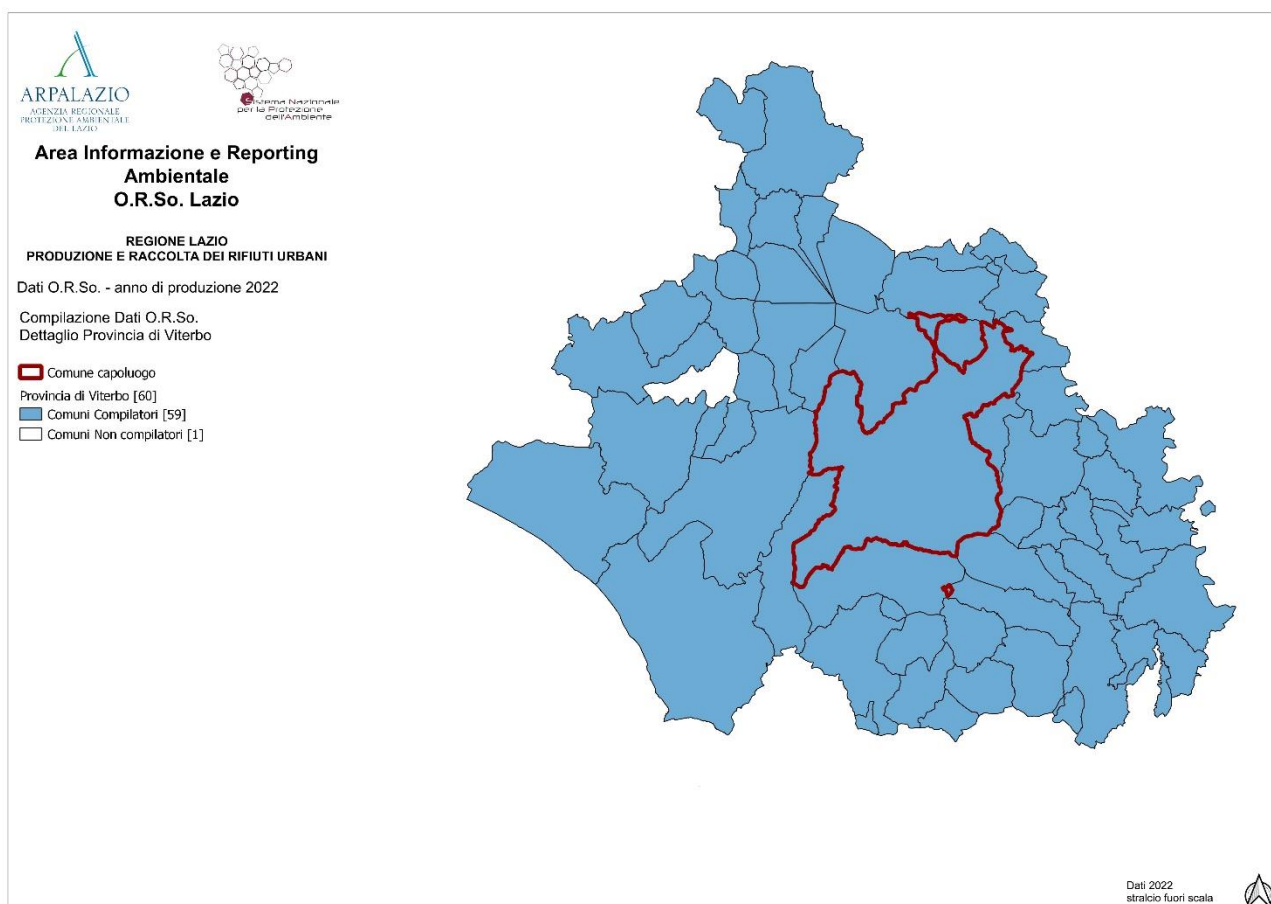 ARPALAZIO
AGENZIA REGIONALE
PROTEZIONE AMBIENTALE
DEL LAZIO
Sistema Nazionale
per la Protezione
dell'Ambiente
Area Informazione e Reporting
Ambientale
O.R.So. Lazio
REGIONE LAZIO
PRODUZIONE E RACCOLTA DEI RIFIUTI URBANI
Dati O.R.So. - anno di produzione 2022
Compilazione Dati O.R.So.
Dettaglio Provincia di Viterbo
Comune capoluogo
Provincia di Viterbo [60]
Comuni Compilatori [59]
Comuni Non compilatori [1]
Dati 2022
stralcio fuori scala